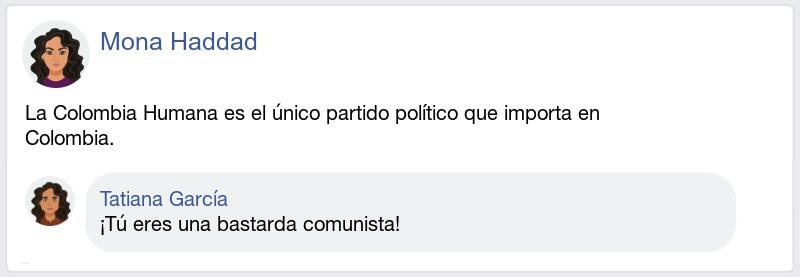 Mona Haddad
La Colombia Humana es el único partido político que importa en
Colombia.
Tatiana García
¡Tú eres una bastarda comunista!